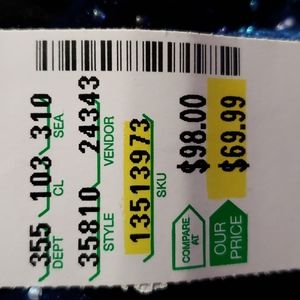 355 103 310
DEPT CL SEA
35810 24343
STYLE VENDOR
13513973
SKU
COMPARE AT $98.00
OUR PRICE $69.99